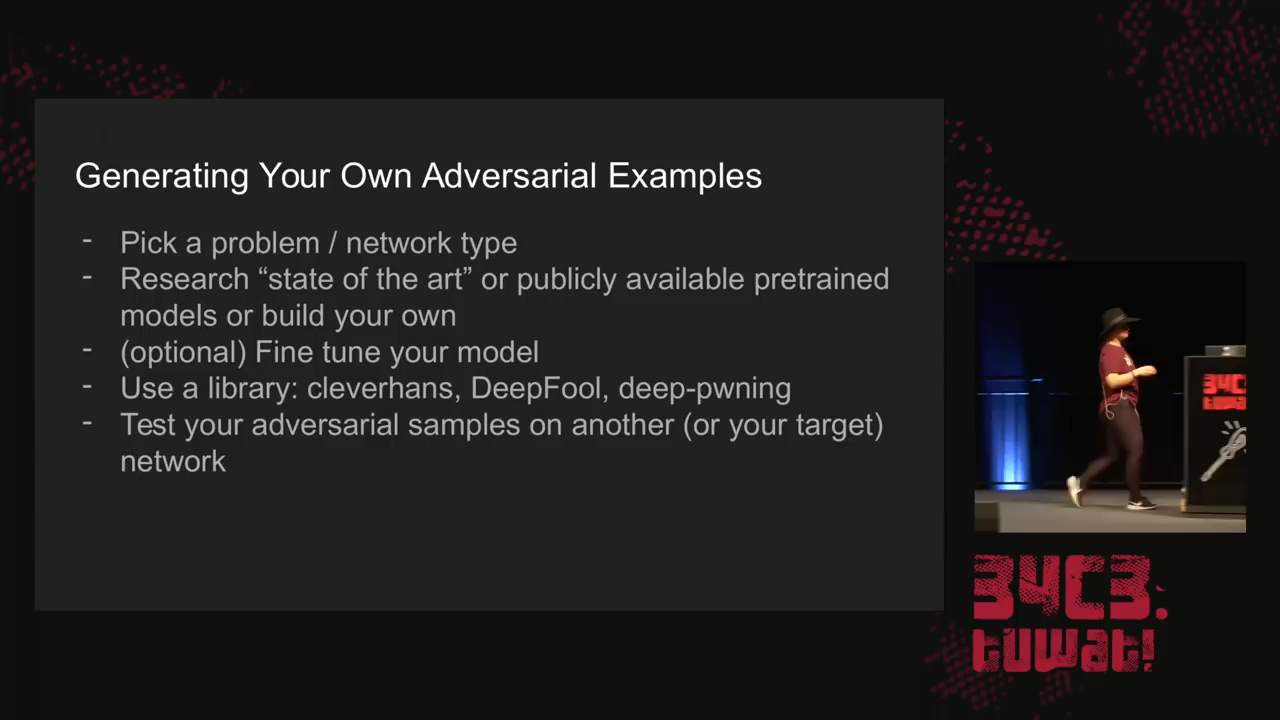 Generating Your Own Adversarial Examples
- Pick a problem / network type
- Research “state of the art” or publicly available pretrained
models or build your own
- (optional) Fine tune your model
- Use a library: cleverhans, DeepFool, deep-pwning
- Test your adversarial samples on another (or your target)
network
34C3
tuwat!
34C3.
tuwat!